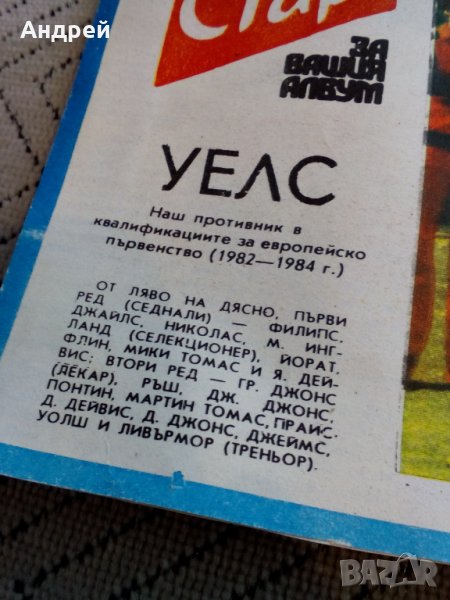 Андрей
Старт
ЗА
ВАШИЯ
АЛБУМ
УЕЛС
Наш противник в
квалификациите за европейско
първенство (1982—1984 г.)
ОТ ЛЯВО НА ДЯСНО, ПЪРВИ
РЕД (СЕДНАЛИ) — ФИЛИПС,
ДЖАЙЛС, НИКОЛАС, М. ИНГ-
ЛАНД (СЕЛЕКЦИОНЕР), ЙОРАТ,
ФЛИН, МИКИ ТОМАС И Я. ДЕЙ-
ВИС; ВТОРИ РЕД — ГР. ДЖОНС
(ЛЕКАР), РЪШ, ДЖ. ДЖОНС,
ПОНТИН, МАРТИН ТОМАС, ПРАЙС,
Д. ДЕЙВИС, Д. ДЖОНС, ДЖЕЙМС,
УОЛШ И ЛИВЪРМОР (ТРЕНЬОР).
BAZAR